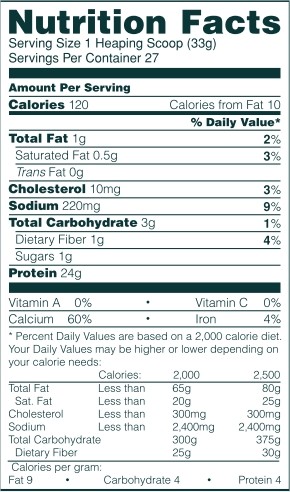 Nutrition Facts
Serving Size 1 Heaping Scoop (33g)
Servings Per Container 27
Amount Per Serving
Calories 120 Calories from Fat 10
% Daily Value*
Total Fat 1g 2%
Saturated Fat 0.5g 3%
Trans Fat 0g
Cholesterol 10mg 3%
Sodium 220mg 9%
Total Carbohydrate 3g 1%
Dietary Fiber 1g 4%
Sugars 1g
Protein 24g
Vitamin A 0% • Vitamin C 0%
Calcium 60% • Iron 4%
* Percent Daily Values are based on a 2,000 calorie diet.
Your Daily Values may be higher or lower depending on
your calorie needs:
Calories: 2,000 2,500
Total Fat Less than 65g 80g
Sat. Fat Less than 20g 25g
Cholesterol Less than 300mg 300mg
Sodium Less than 2,400mg 2,400mg
Total Carbohydrate 300g 375g
Dietary Fiber 25g 30g
Calories per gram:
Fat 9 • Carbohydrate 4 • Protein 4